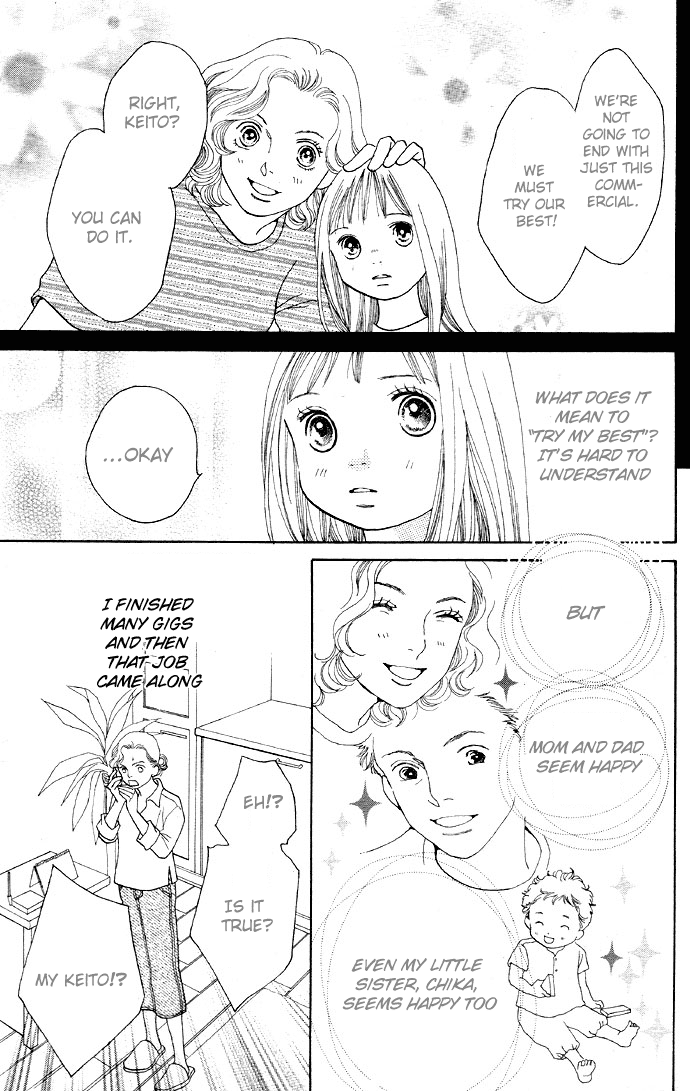 WE'RE
NOT
GOING TO
END WITH
JUST THIS
COMM-
ERCIAL.
WE
MUST
TRY OUR
BEST!
RIGHT,
KEITO?
YOU CAN
DO IT.
WHAT DOES IT
MEAN TO
"TRY MY BEST"?
IT'S HARD TO
UNDERSTAND
...OKAY
BUT
MOM AND DAD
SEEM HAPPY
EVEN MY LITTLE
SISTER, CHIKA,
SEEMS HAPPY TOO
I FINISHED
MANY GIGS
AND THEN
THAT JOB
CAME ALONG
EH!?
IS IT
TRUE?
MY KEITO!?